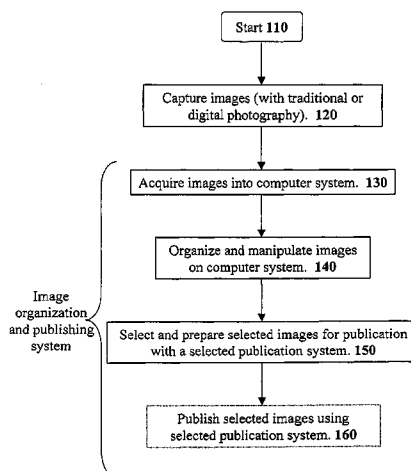 Start 110
Capture images (with traditional or
digital photography). 120
Acquire images into computer system. 130
Organize and manipulate images
on computer system. 140
Image
organization
and publishing
system
Select and prepare selected images for publication
with a selected publication system. 150
Publish selected images using
selected publication system. 160